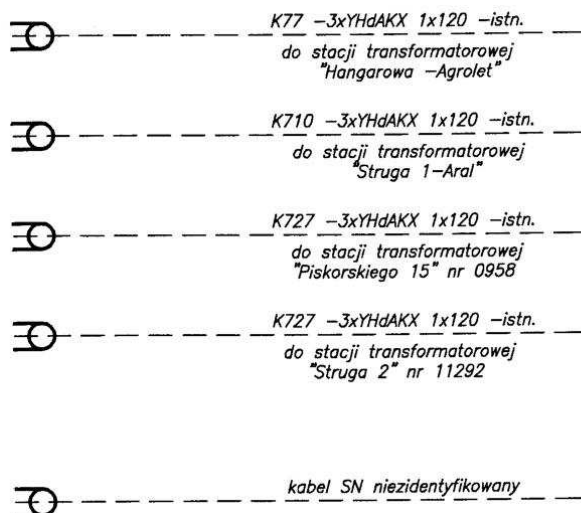 K77 -3xYHdAKX 1x120 -istn.
do stacji transformatorowej
"Hangarowa -Agrolet"
K710 -3xYHdAKX 1x120 -istn.
do stacji transformatorowej
"Struga 1-Aral"
K727 -3xYHdAKX 1x120 -istn.
do stacji transformatorowej
"Piskorskiego 15" nr 0958
K727 -3xYHdAKX 1x120 -istn.
do stacji transformatorowej
"Struga 2" nr 11292
kabel SN niezidentyfikowany